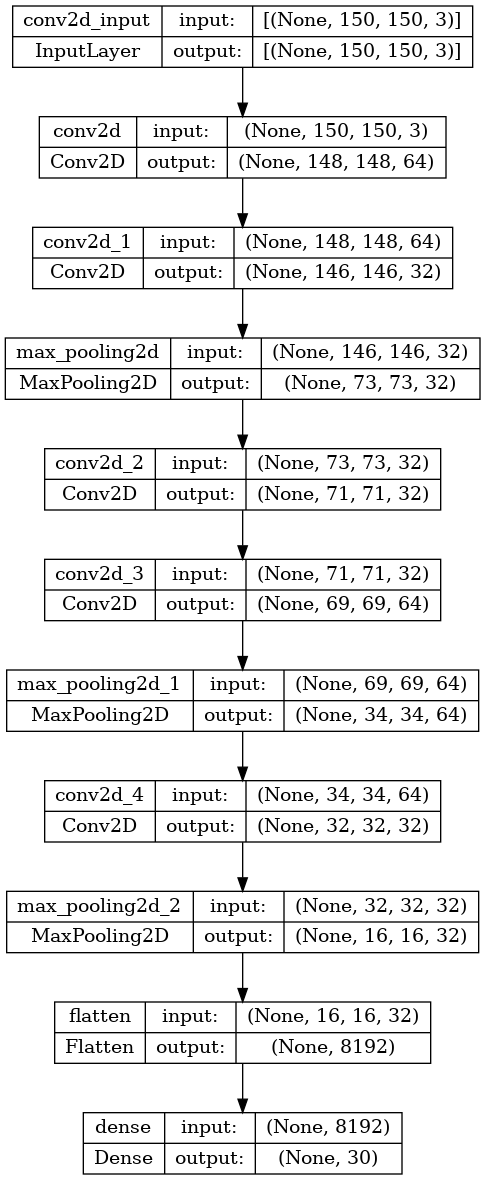 conv2d_input input: [(None, 150, 150, 3)]
InputLayer output: [(None, 150, 150, 3)]
conv2d input: (None, 150, 150, 3)
Conv2D output: (None, 148, 148, 64)
conv2d_1 input: (None, 148, 148, 64)
Conv2D output: (None, 146, 146, 32)
max_pooling2d input: (None, 146, 146, 32)
MaxPooling2D output: (None, 73, 73, 32)
conv2d_2 input: (None, 73, 73, 32)
Conv2D output: (None, 71, 71, 32)
conv2d_3 input: (None, 71, 71, 32)
Conv2D output: (None, 69, 69, 64)
max_pooling2d_1 input: (None, 69, 69, 64)
MaxPooling2D output: (None, 34, 34, 64)
conv2d_4 input: (None, 34, 34, 64)
Conv2D output: (None, 32, 32, 32)
max_pooling2d_2 input: (None, 32, 32, 32)
MaxPooling2D output: (None, 16, 16, 32)
flatten input: (None, 16, 16, 32)
Flatten output: (None, 8192)
dense input: (None, 8192)
Dense output: (None, 30)